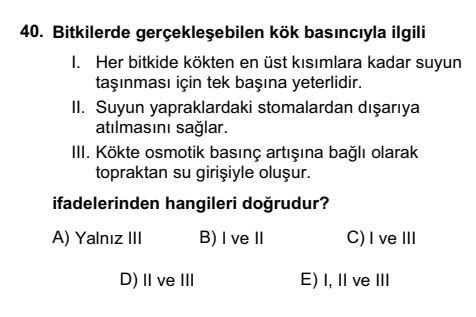 40. Bitkilerde gerçekleşebilen kök basıncıyla ilgili
I. Her bitkide kökten en üst kısımlara kadar suyun
taşınması için tek başına yeterlidir.
II. Suyun yapraklardaki stomalardan dışarıya
atılmasını sağlar.
III. Kökte osmotik basınç artışına bağlı olarak
topraktan su girişiyle oluşur.
ifadelerinden hangileri doğrudur?
A) Yalnız III B) I ve II C) I ve III
D) II ve III E) I, II ve III